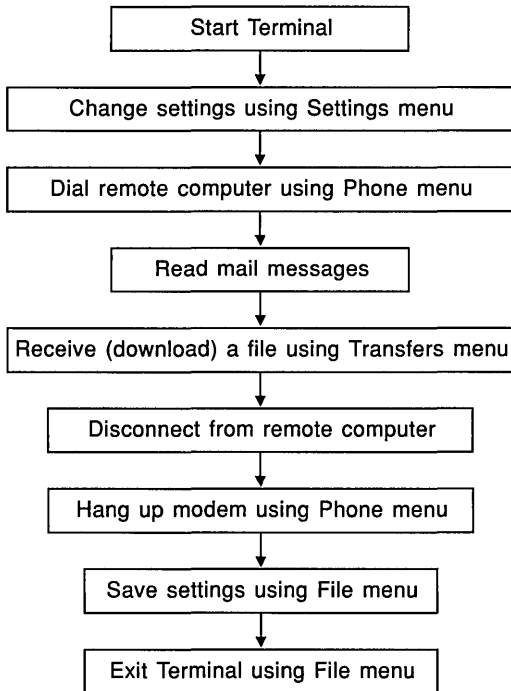 Start Terminal
Change settings using Settings menu
Dial remote computer using Phone menu
Read mail messages
Receive (download) a file using Transfers menu
Disconnect from remote computer
Hang up modem using Phone menu
Save settings using File menu
Exit Terminal using File menu